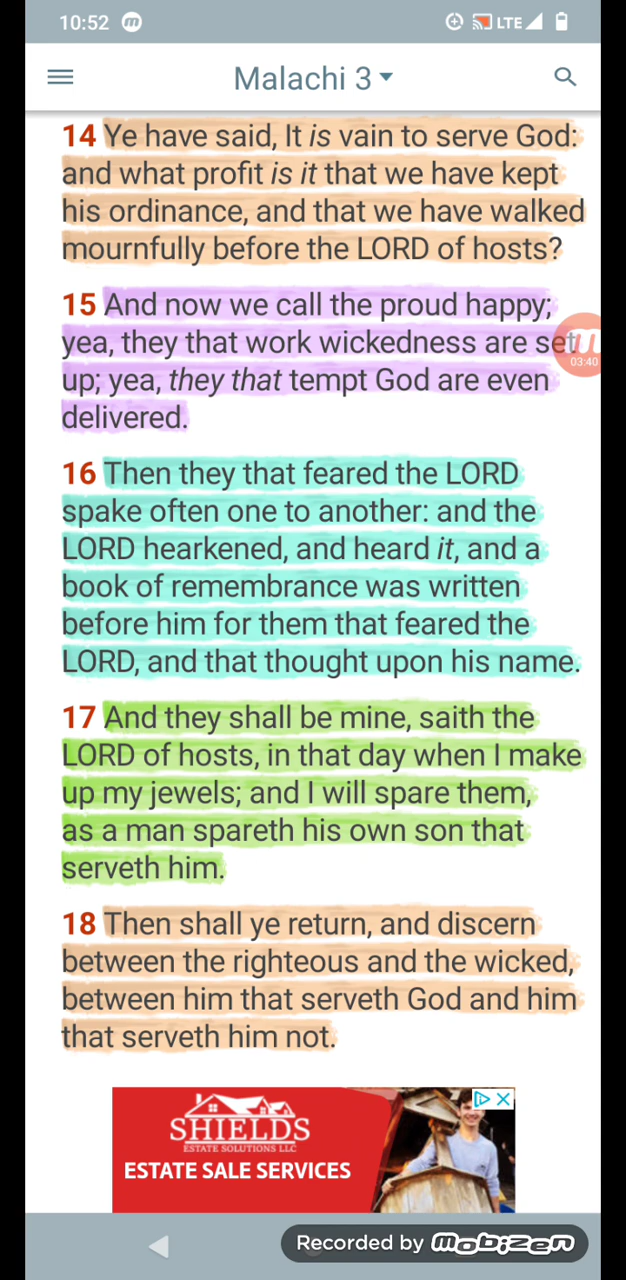 10:52 m LTE
Malachi 3
14 Ye have said, It is vain to serve God:
and what profit is it that we have kept
his ordinance, and that we have walked
mournfully before the LORD of hosts?
15 And now we call the proud happy;
yea, they that work wickedness are set
up; yea, they that tempt God are even
delivered.
m
03:40
16 Then they that feared the LORD
spake often one to another: and the
LORD hearkened, and heard it, and a
book of remembrance was written
before him for them that feared the
LORD, and that thought upon his name.
17 And they shall be mine, saith the
LORD of hosts, in that day when I make
up my jewels; and I will spare them,
as a man spareth his own son that
serveth him.
18 Then shall ye return, and discern
between the righteous and the wicked,
between him that serveth God and him
that serveth him not.
SHIELDS
ESTATE SOLUTIONS LLC
ESTATE SALE SERVICES
Recorded by mobizen